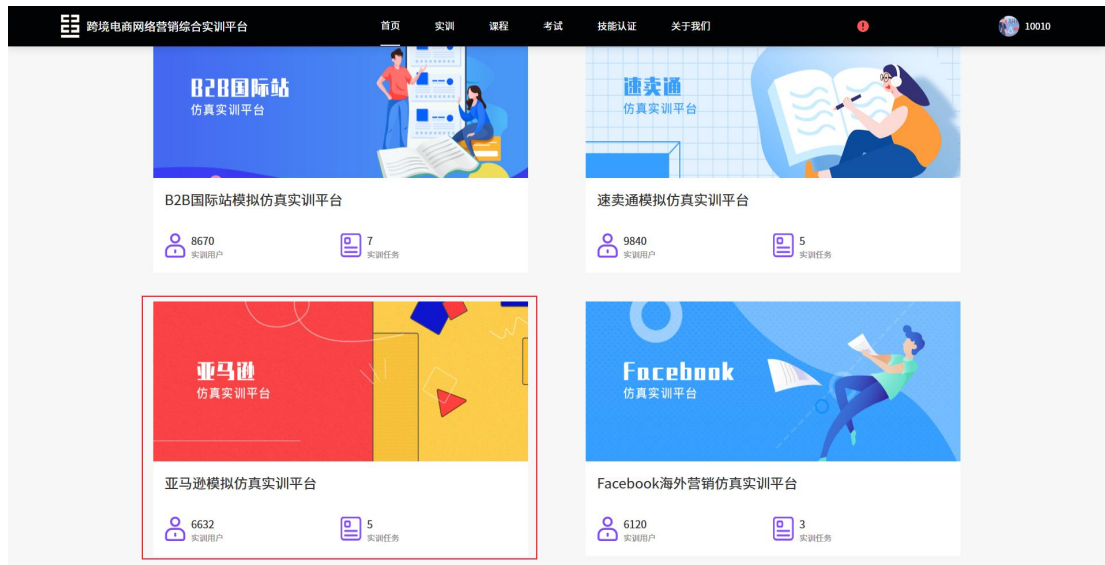 跨境电商网络营销综合实训平台 首页 实训 课程 考试 技能认证 关于我们 10010
B2B国际站
仿真实训平台
速卖通
仿真实训平台
B2B国际站模拟仿真实训平台
8670
实训用户
7
实训任务
速卖通模拟仿真实训平台
9840
实训用户
5
实训任务
亚马逊
仿真实训平台
Facebook
仿真实训平台
亚马逊模拟仿真实训平台
6632
实训用户
5
实训任务
Facebook海外营销仿真实训平台
6120
实训用户
3
实训任务